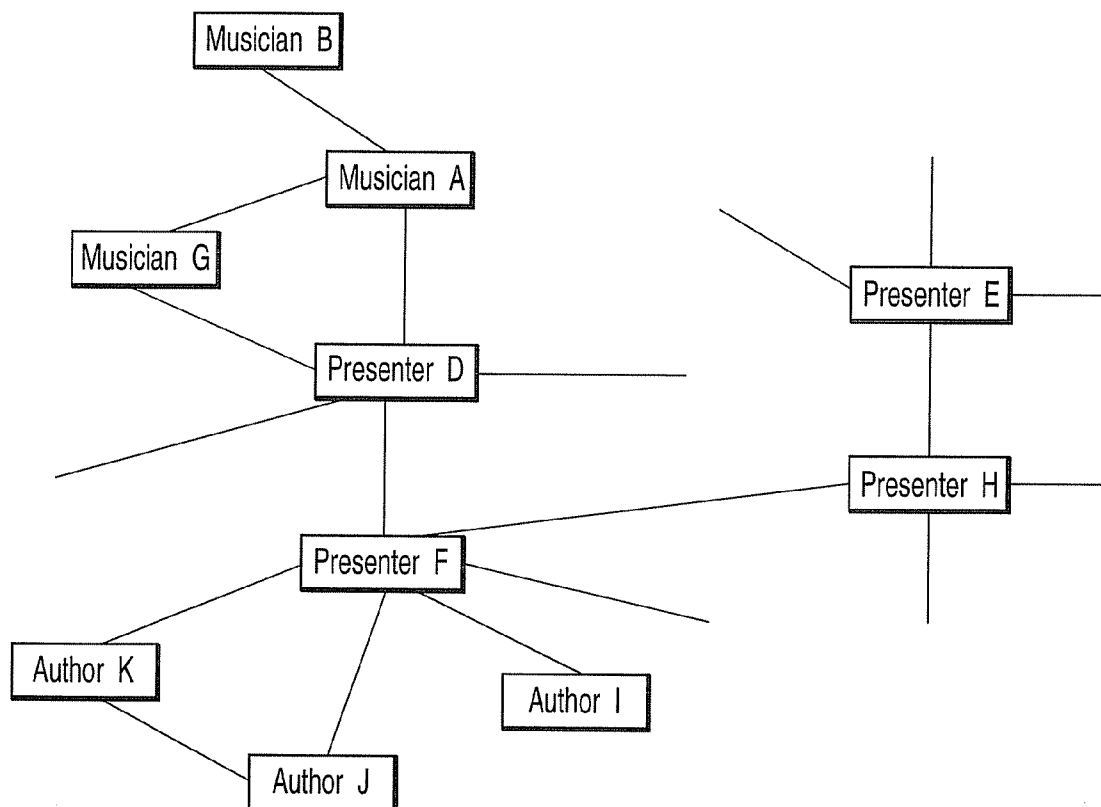 Musician B
Musician A
Musician G
Presenter E
Presenter D
Presenter H
Presenter F
Author K
Author I
Author J